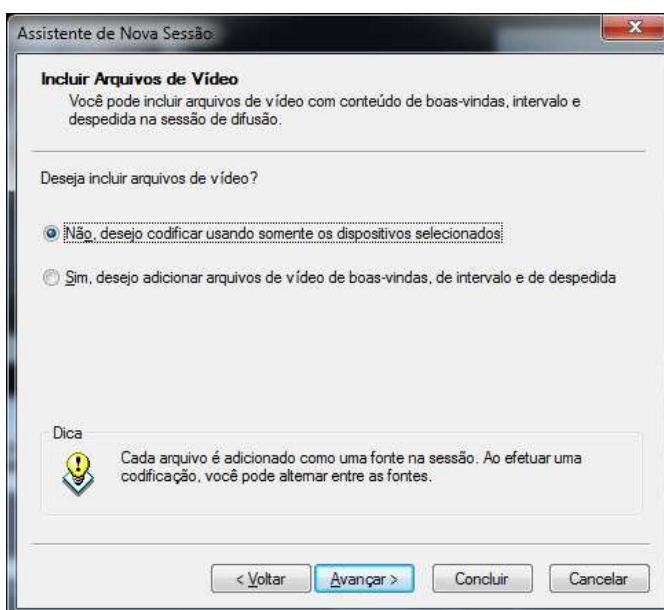 Assistente de Nova Sessão
Incluir Arquivos de Vídeo
Você pode incluir arquivos de vídeo com conteúdo de boas-vindas, intervalo e
despedida na sessão de difusão.
Deseja incluir arquivos de vídeo?
Não, desejo codificar usando somente os dispositivos selecionados
Sim, desejo adicionar arquivos de vídeo de boas-vindas, de intervalo e de despedida
Dica
Cada arquivo é adicionado como uma fonte na sessão. Ao efetuar uma
codificação, você pode alternar entre as fontes.
< Voltar Avançar > Concluir Cancelar